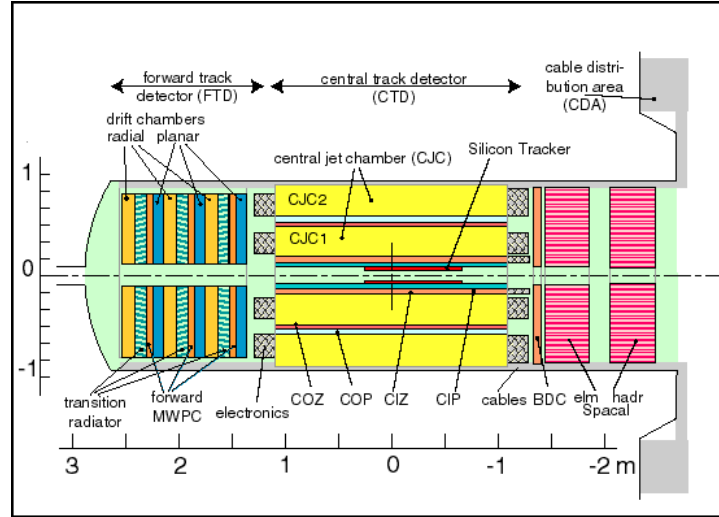 forward track
detector (FTD)
central track detector
(CTD)
cable distri-
bution area
(CDA)
drift chambers
radial planar
central jet chamber (CJC)
Silicon Tracker
1
CJC2
CJC1
0
-1
transition
radiator
forward
MWPC
electronics
COZ
COP
CIZ
CIP
cables
BDC
elm
hadr
Spacal
3 2 1 0 -1 -2 m